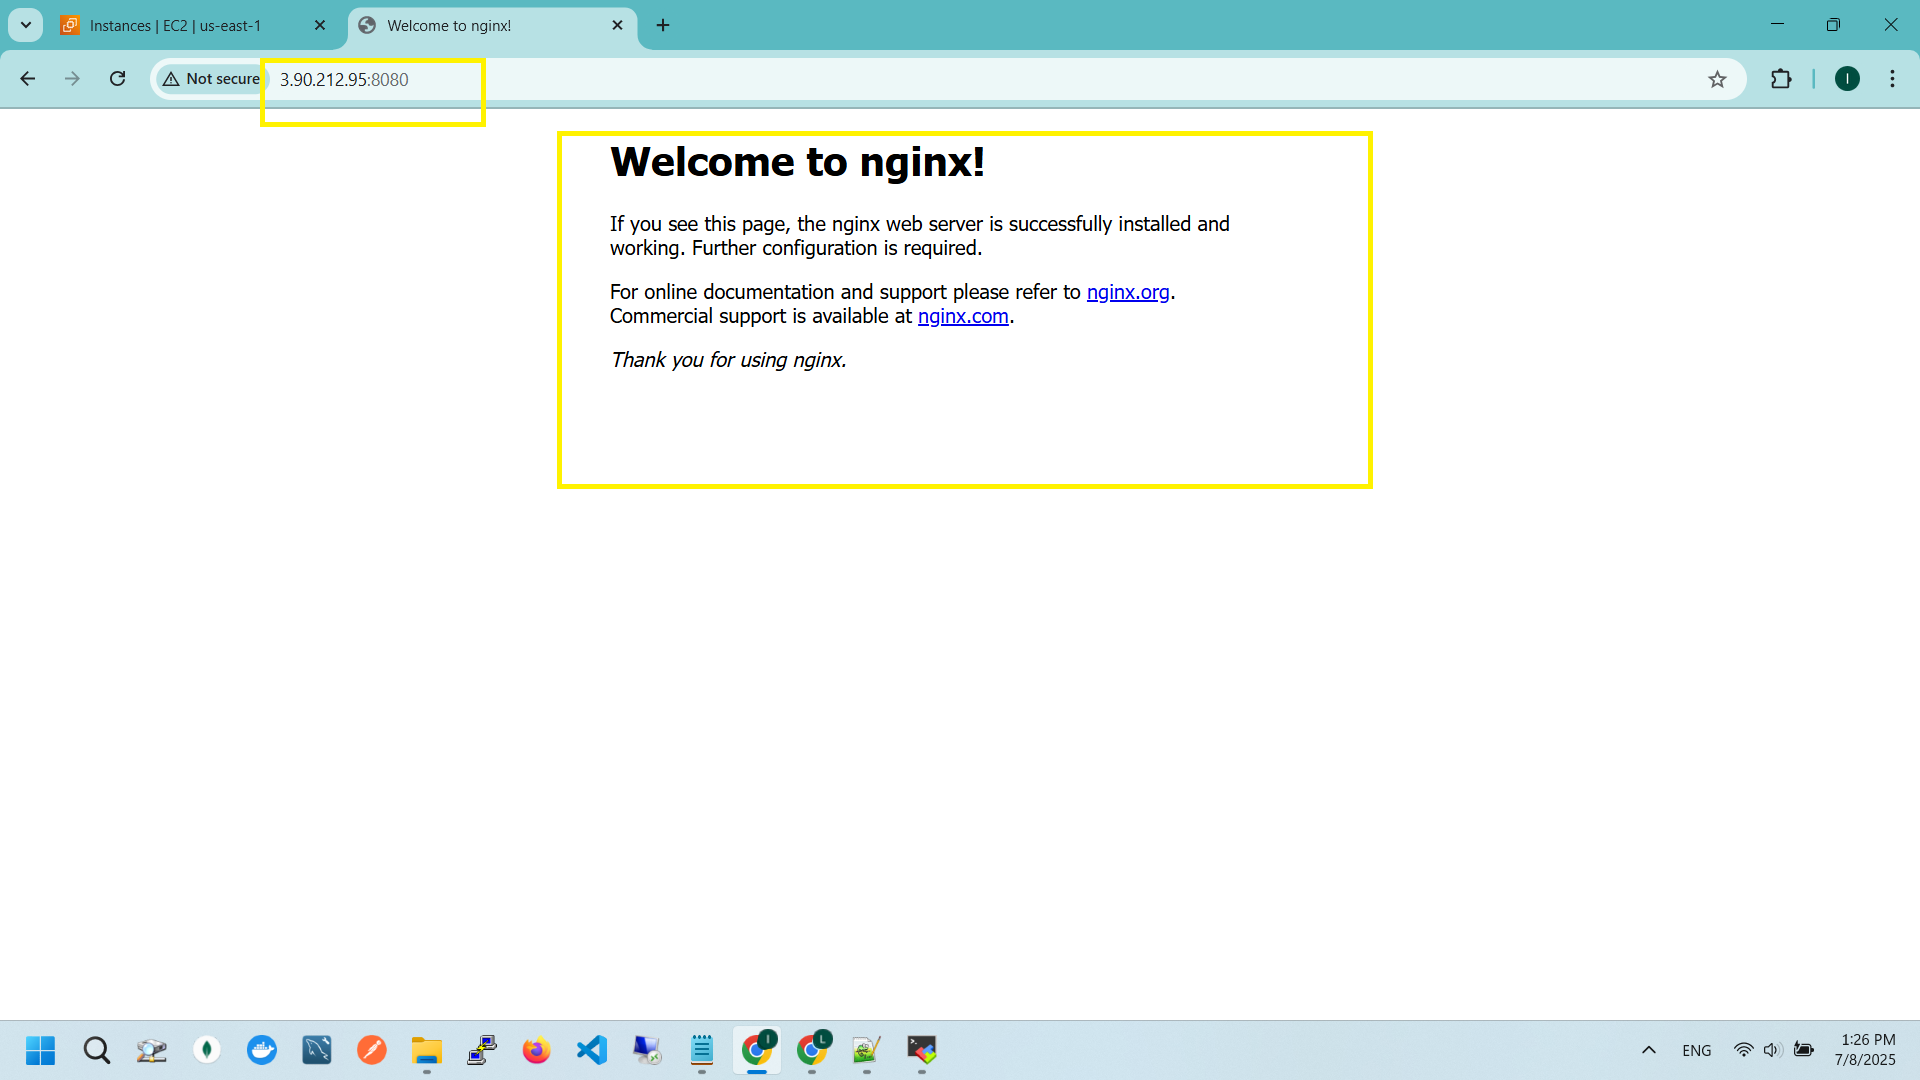 Instances | EC2 | us-east-1
Welcome to nginx!
Not secure
3.90.212.95:8080
I
Welcome to nginx!
If you see this page, the nginx web server is successfully installed and
working. Further configuration is required.
For online documentation and support please refer to nginx.org.
Commercial support is available at nginx.com.
Thank you for using nginx.
I
L
ENG
1:26 PM
7/8/2025